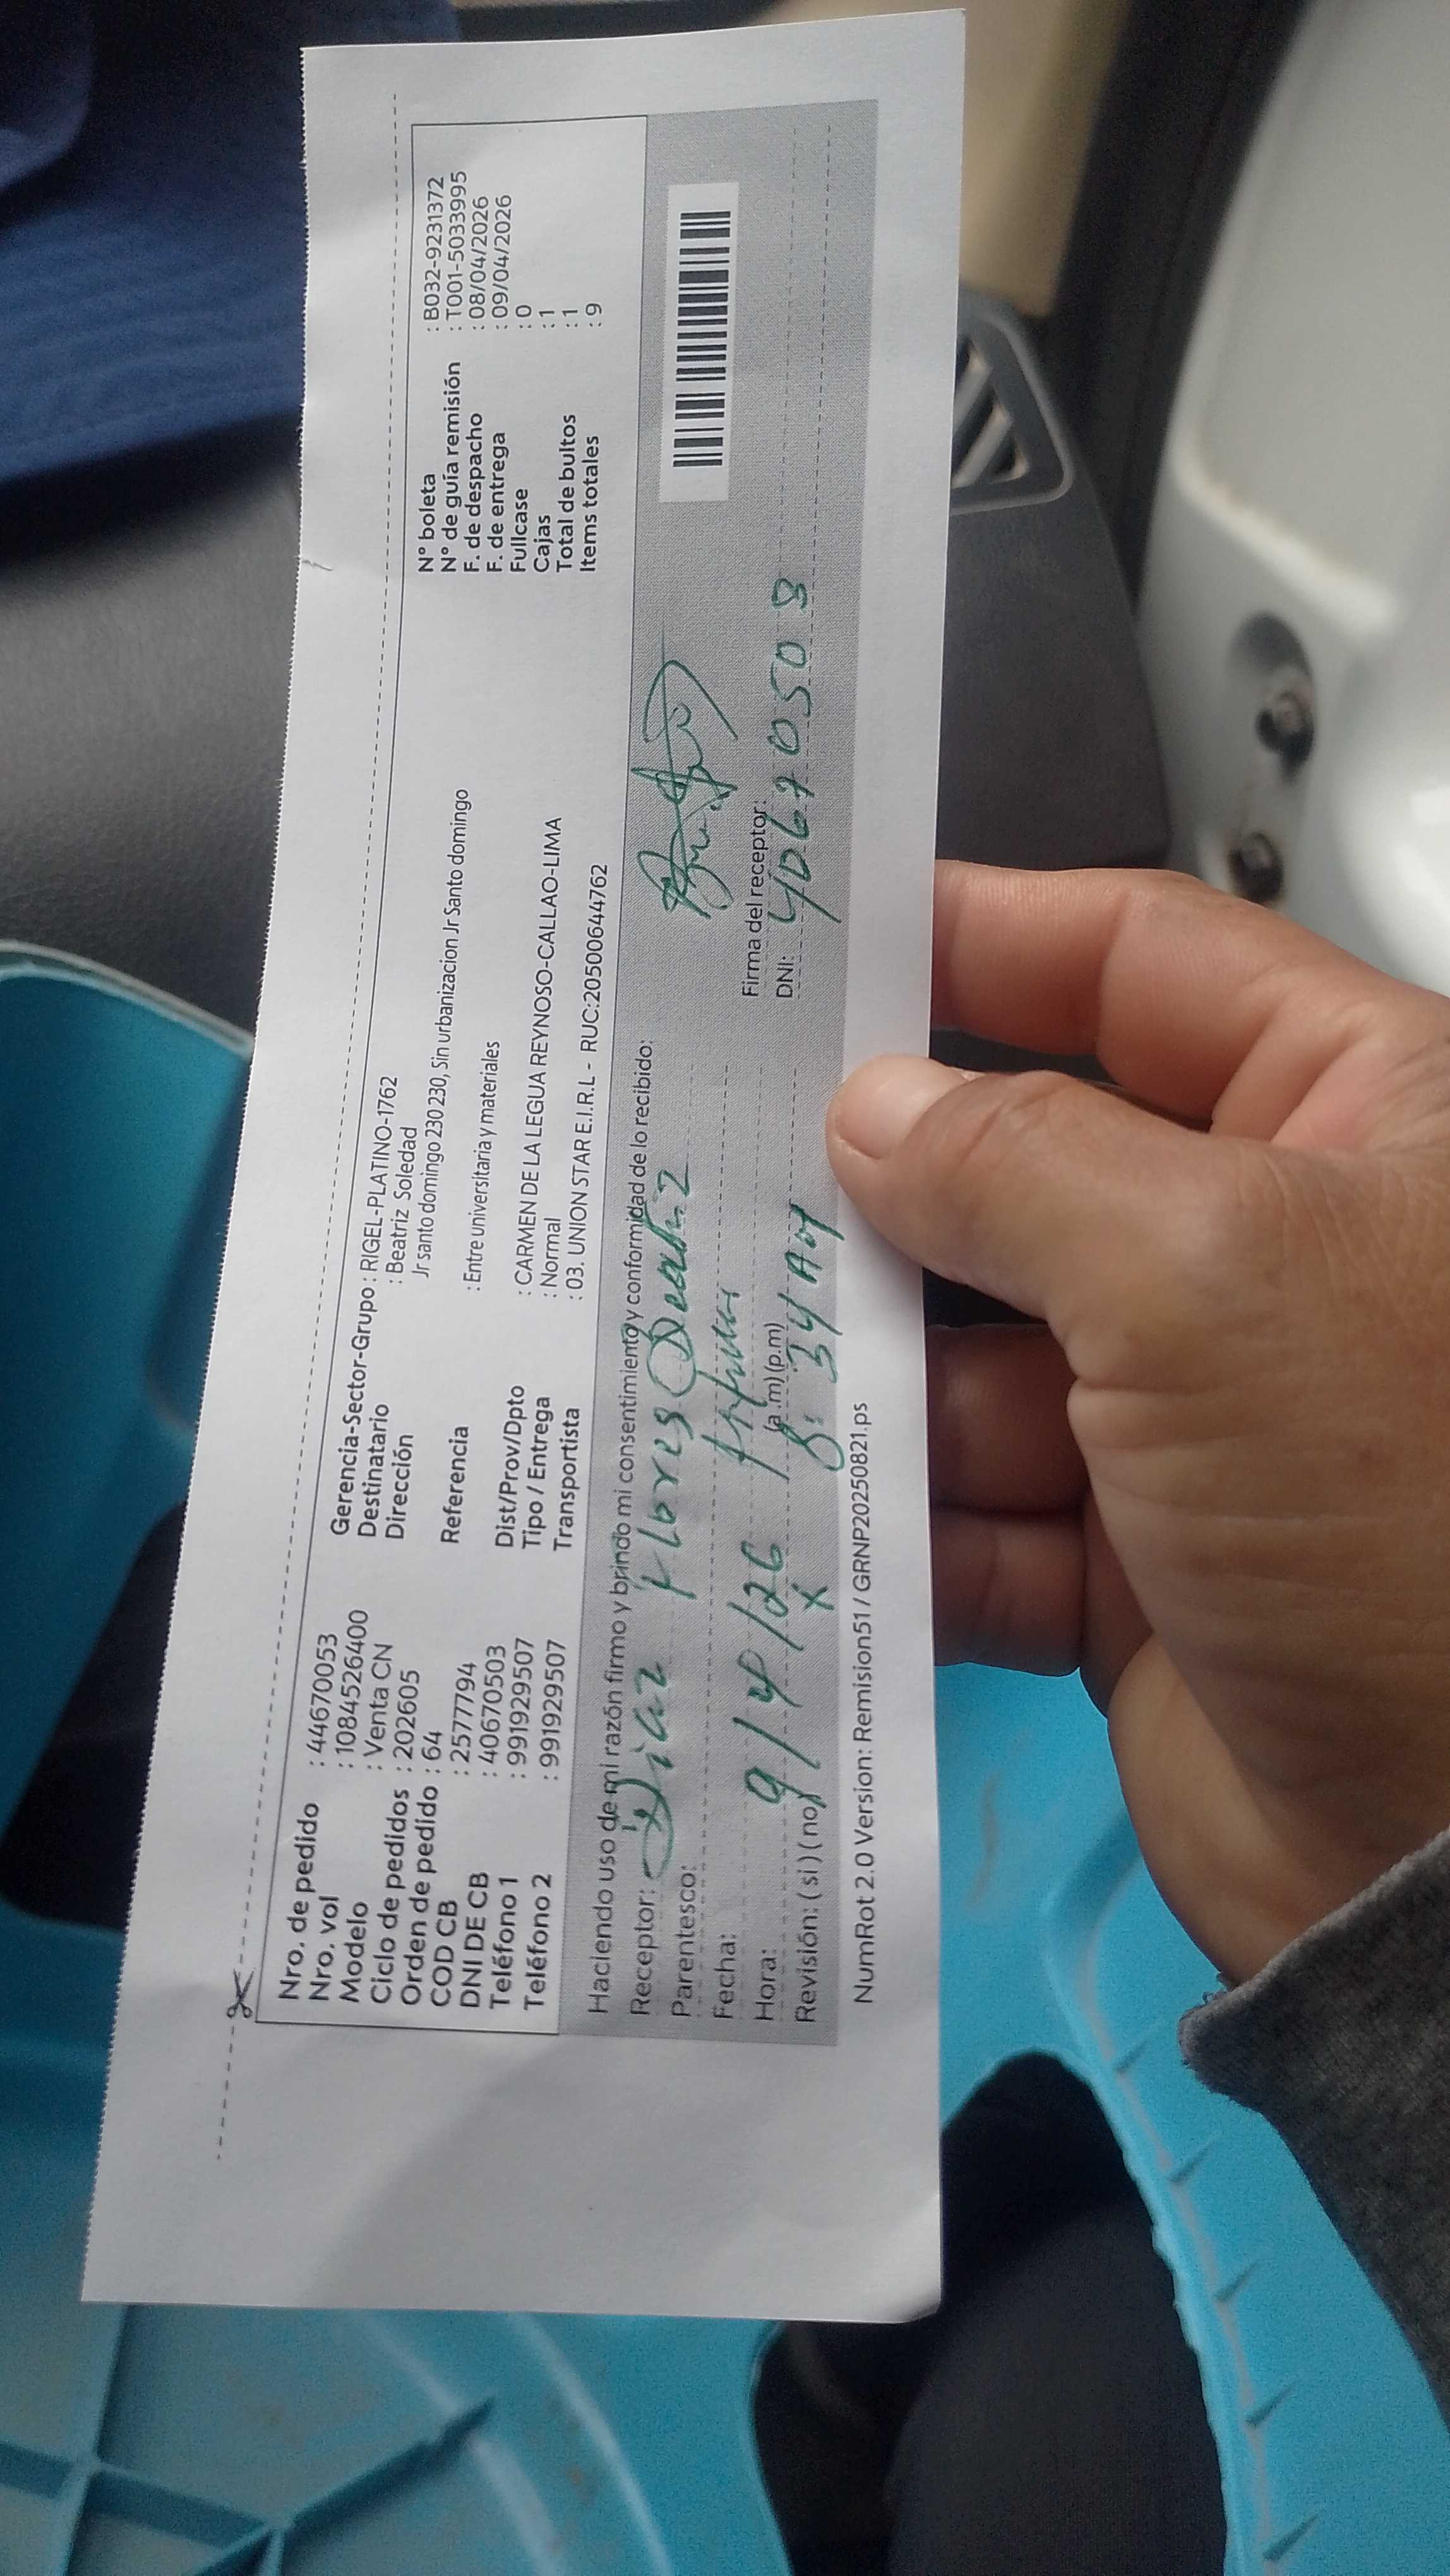 Nro. de pedido : 44670053
Nro. vol : 1084526400
Modelo : Venta CN
Ciclo de pedidos : 202605
Orden de pedido : 64
COD CB : 2577794
DNI DE CB : 40670503
Teléfono 1 : 991929507
Teléfono 2 : 991929507
Gerencia-Sector-Grupo : RIGEL-PLATINO-1762
Destinatario : Beatriz Soledad
Dirección Jr santo domingo 230 230, Sin urbanizacion Jr Santo domingo
Referencia : Entre universitaria y materiales
Dist/Prov/Dpto : CARMEN DE LA LEGUA REYNOSO-CALLAO-LIMA
Tipo / Entrega : Normal
Transportista : 03. UNION STAR E.I.R.L - RUC:20500644762
N° boleta : B032-9231372
N° de guía remisión : T001-5033995
F. de despacho : 08/04/2026
F. de entrega : 09/04/2026
Fullcase : 0
Cajas : 1
Total de bultos : 1
Items totales : 9
Haciendo uso de mi razón firmo y brindo mi consentimiento y conformidad de lo recibido:
Receptor: Diaz Flores
Parentesco:
Fecha: 9/4/26
Hora: (a.m)(p.m) 8:34 AM
Revisión: (si) (no) X
Firma del receptor:
DNI: 40670503
NumRot 2.0 Version: Remision51 / GRNP20250821.ps